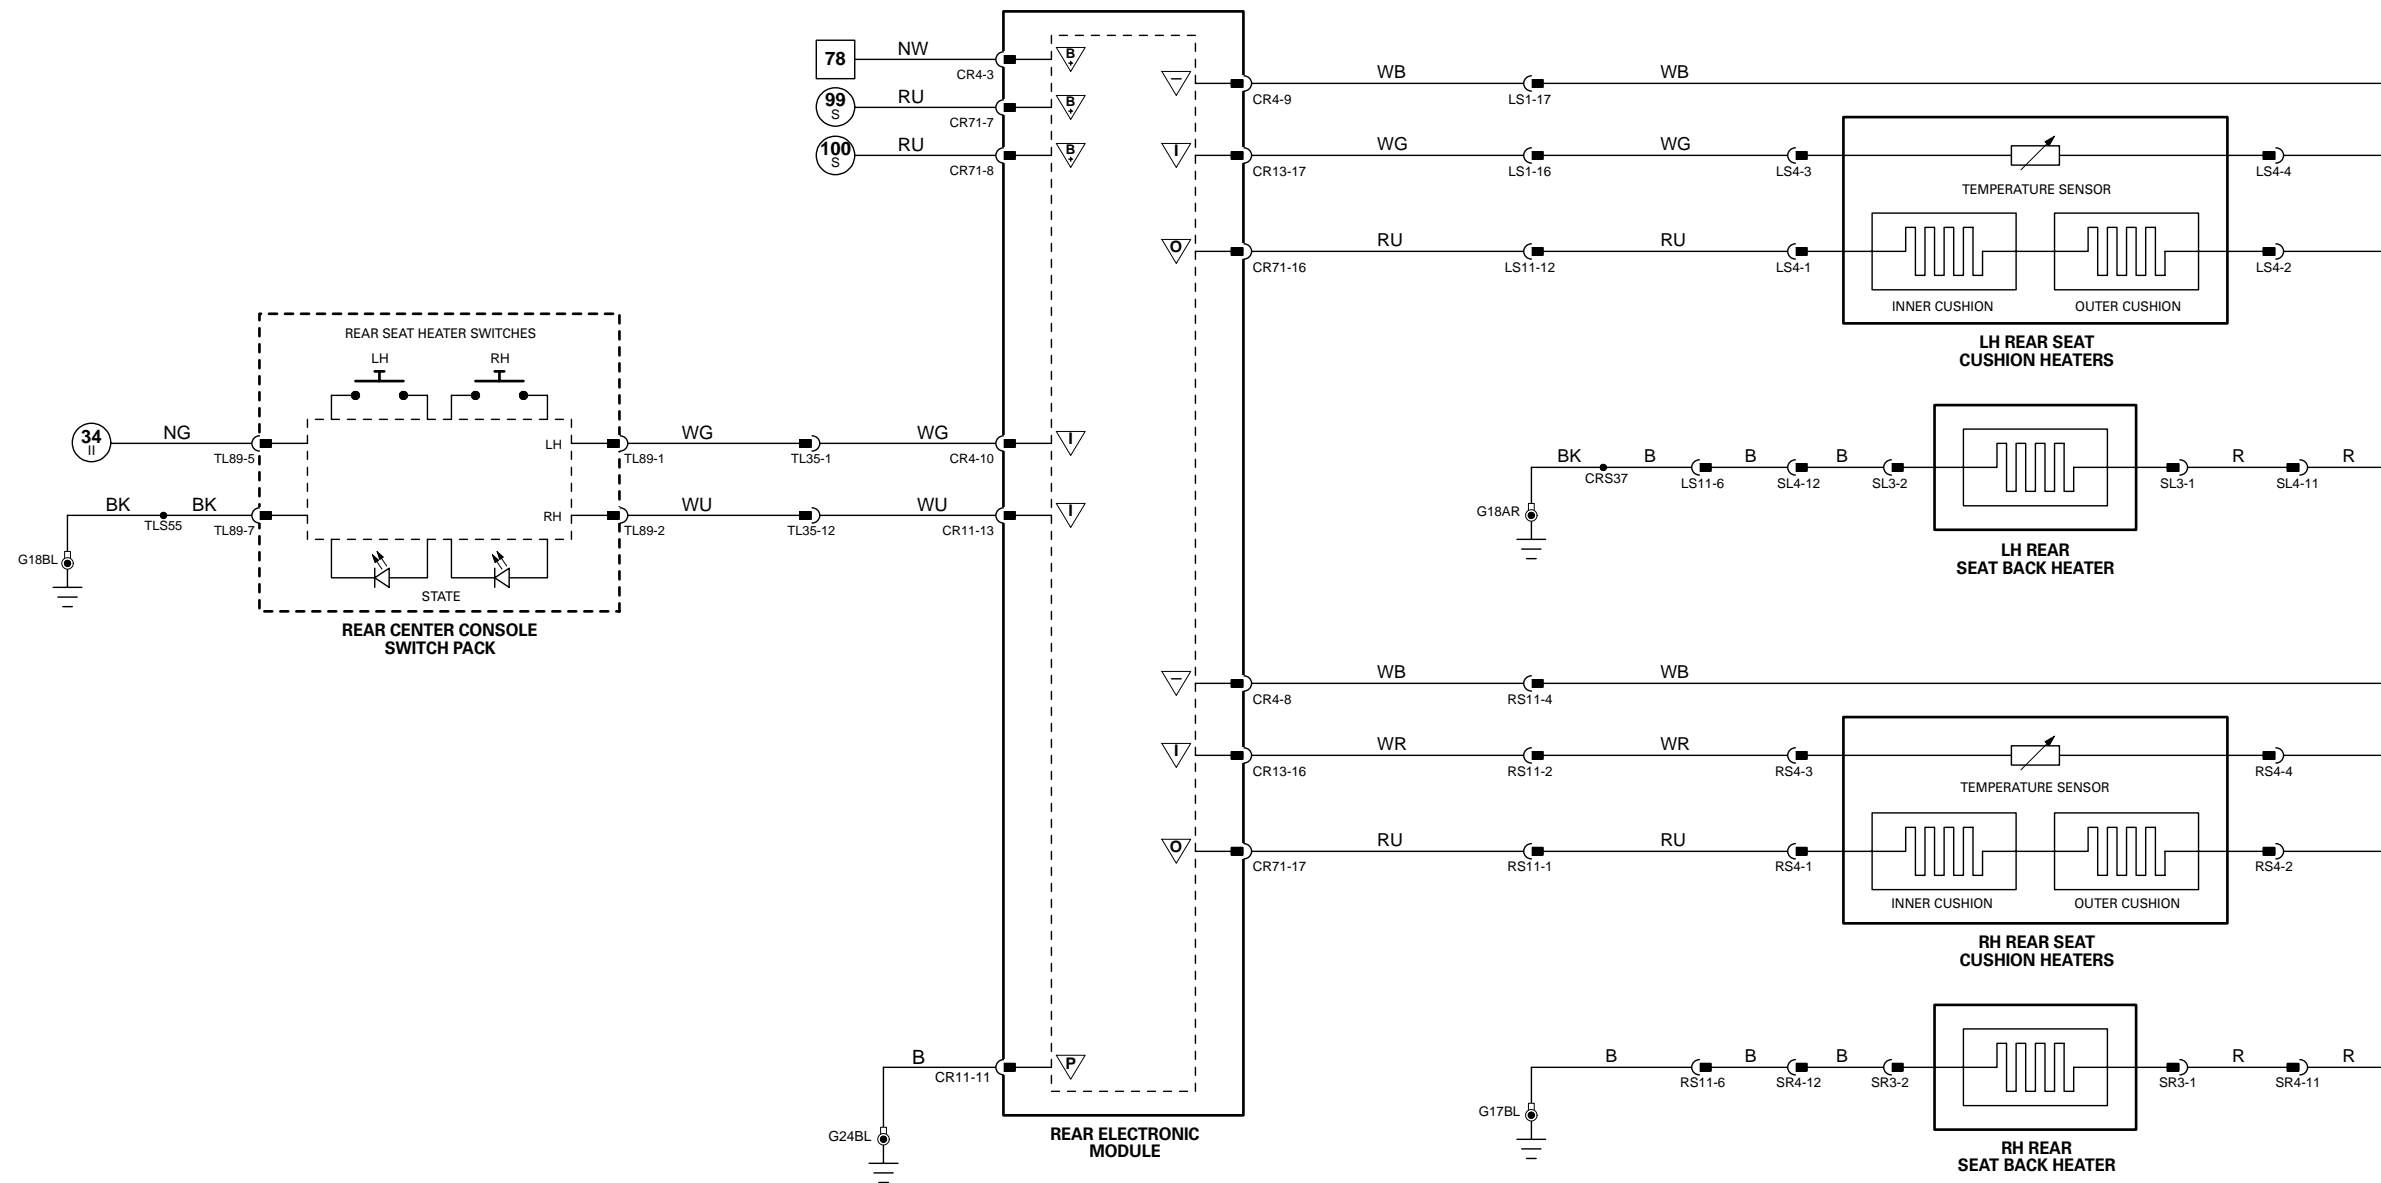 78
NW
CR4-3
B
+
99
S
RU
CR71-7
B
+
100
S
RU
CR71-8
B
+
34
II
NG
TL89-5
BK
TLS55
BK
TL89-7
G18BL
REAR SEAT HEATER SWITCHES
LH
RH
LH
RH
STATE
REAR CENTER CONSOLE
SWITCH PACK
TL89-1
WG
TL35-1
WG
CR4-10
I
TL89-2
WU
TL35-12
WU
CR11-13
I
B
CR11-11
P
G24BL
REAR ELECTRONIC
MODULE
–
CR4-9
WB
LS1-17
WB
I
CR13-17
WG
LS1-16
WG
LS4-3
TEMPERATURE SENSOR
LS4-4
O
CR71-16
RU
LS11-12
RU
LS4-1
LS4-2
INNER CUSHION
OUTER CUSHION
LH REAR SEAT
CUSHION HEATERS
G18AR
BK
CRS37
B
LS11-6
B
SL4-12
B
SL3-2
SL3-1
R
SL4-11
R
LH REAR
SEAT BACK HEATER
–
CR4-8
WB
RS11-4
WB
I
CR13-16
WR
RS11-2
WR
RS4-3
TEMPERATURE SENSOR
RS4-4
O
CR71-17
RU
RS11-1
RU
RS4-1
RS4-2
INNER CUSHION
OUTER CUSHION
RH REAR SEAT
CUSHION HEATERS
G17BL
B
RS11-6
B
SR4-12
B
SR3-2
SR3-1
R
SR4-11
R
RH REAR
SEAT BACK HEATER